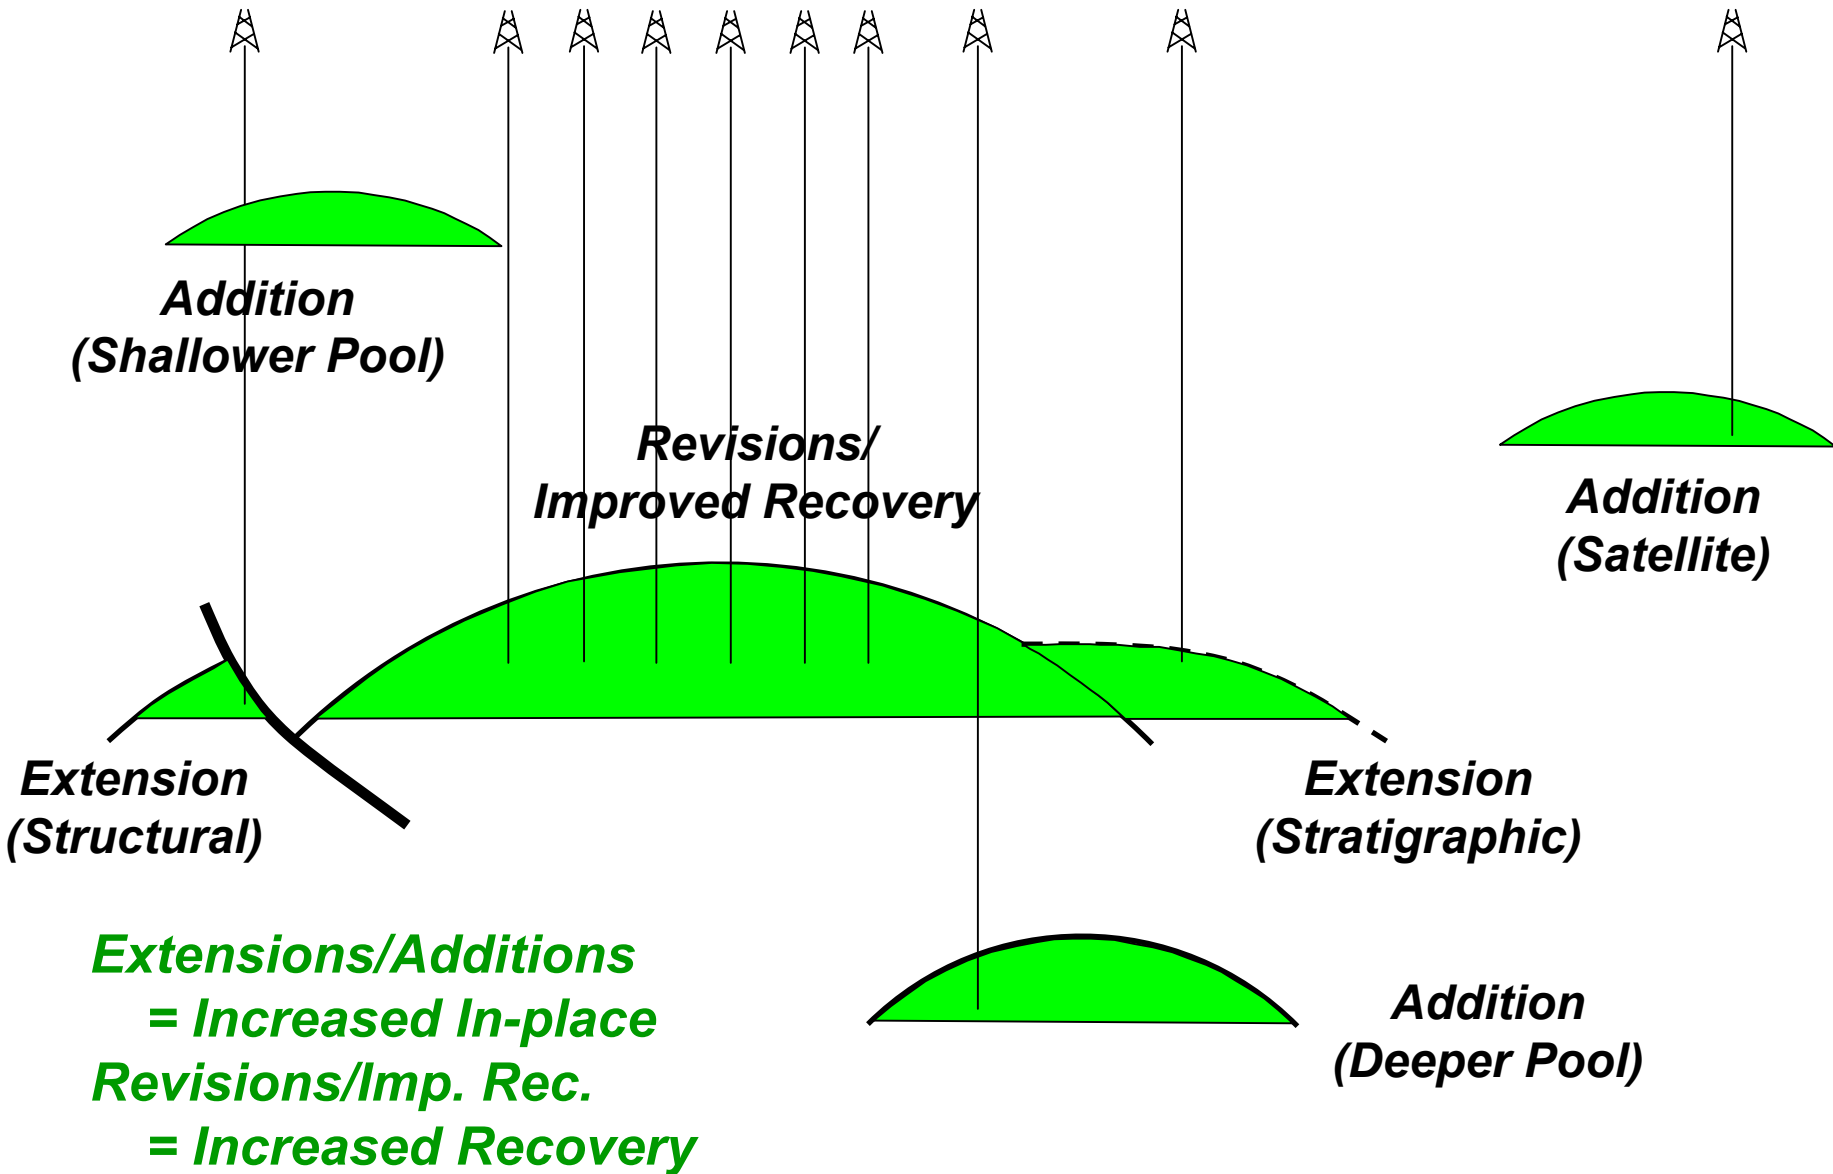 Addition
(Shallower Pool)
Revisions/
Improved Recovery
Addition
(Satellite)
Extension
(Structural)
Extension
(Stratigraphic)
Extensions/Additions
= Increased In-place
Revisions/Imp. Rec.
= Increased Recovery
Addition
(Deeper Pool)